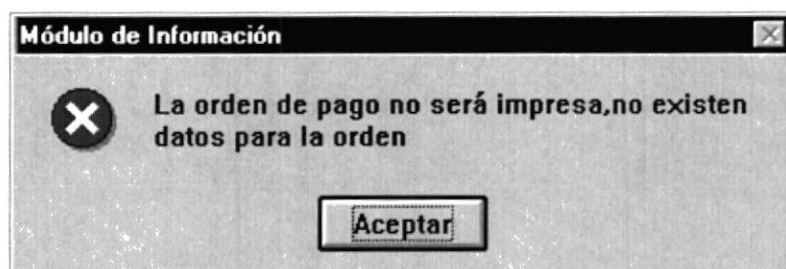 Módulo de Información
La orden de pago no será impresa,no existen
datos para la orden
Aceptar